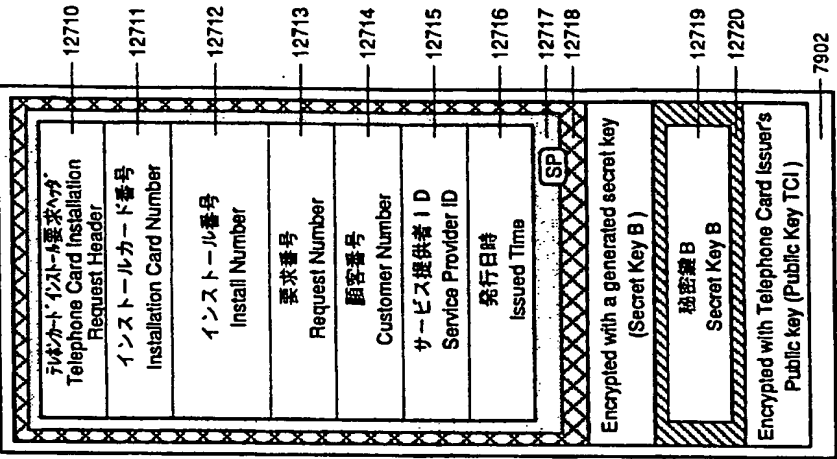 テレホンカードインストール要求ヘッダ
Telephone Card Installation
Request Header
12710
インストールカード番号
Installation Card Number
12711
インストール番号
Install Number
12712
要求番号
Request Number
12713
顧客番号
Customer Number
12714
サービス提供者ID
Service Provider ID
12715
発行日時
Issued Time
12716
SP
12717
12718
Encrypted with a generated secret key
(Secret Key B)
秘密鍵B
Secret Key B
12719
12720
Encrypted with Telephone Card Issuer's
Public key (Public Key TCI)
7902